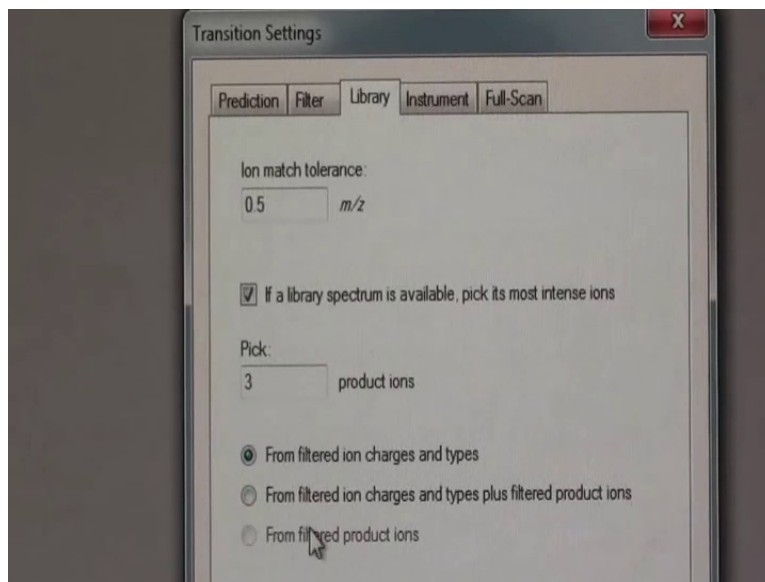 Transition Settings
X
Prediction Filter Library Instrument Full-Scan
Ion match tolerance:
0.5 m/z
If a library spectrum is available, pick its most intense ions
Pick:
3 product ions
From filtered ion charges and types
From filtered ion charges and types plus filtered product ions
From filtered product ions